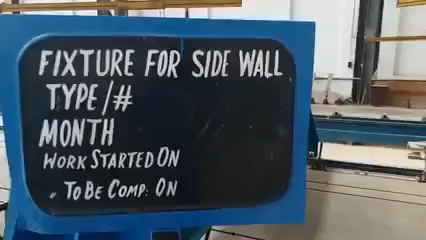 FIXTURE FOR SIDE WALL
TYPE/#
MONTH
WORK STARTED ON
〃 TO BE COMP: ON